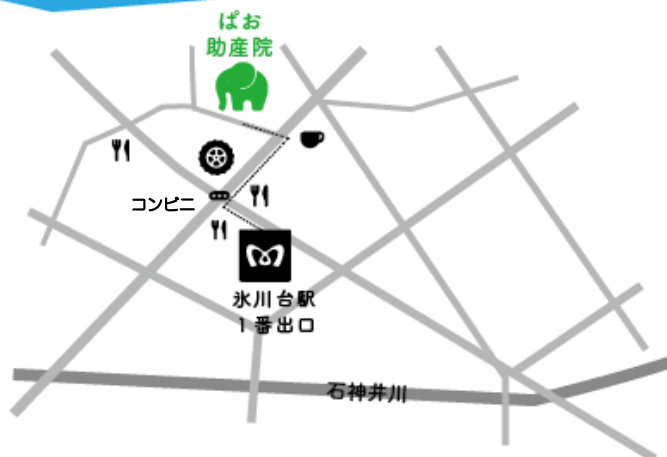 ぱお
助産院
コンビニ
氷川台駅
1番出口
石神井川